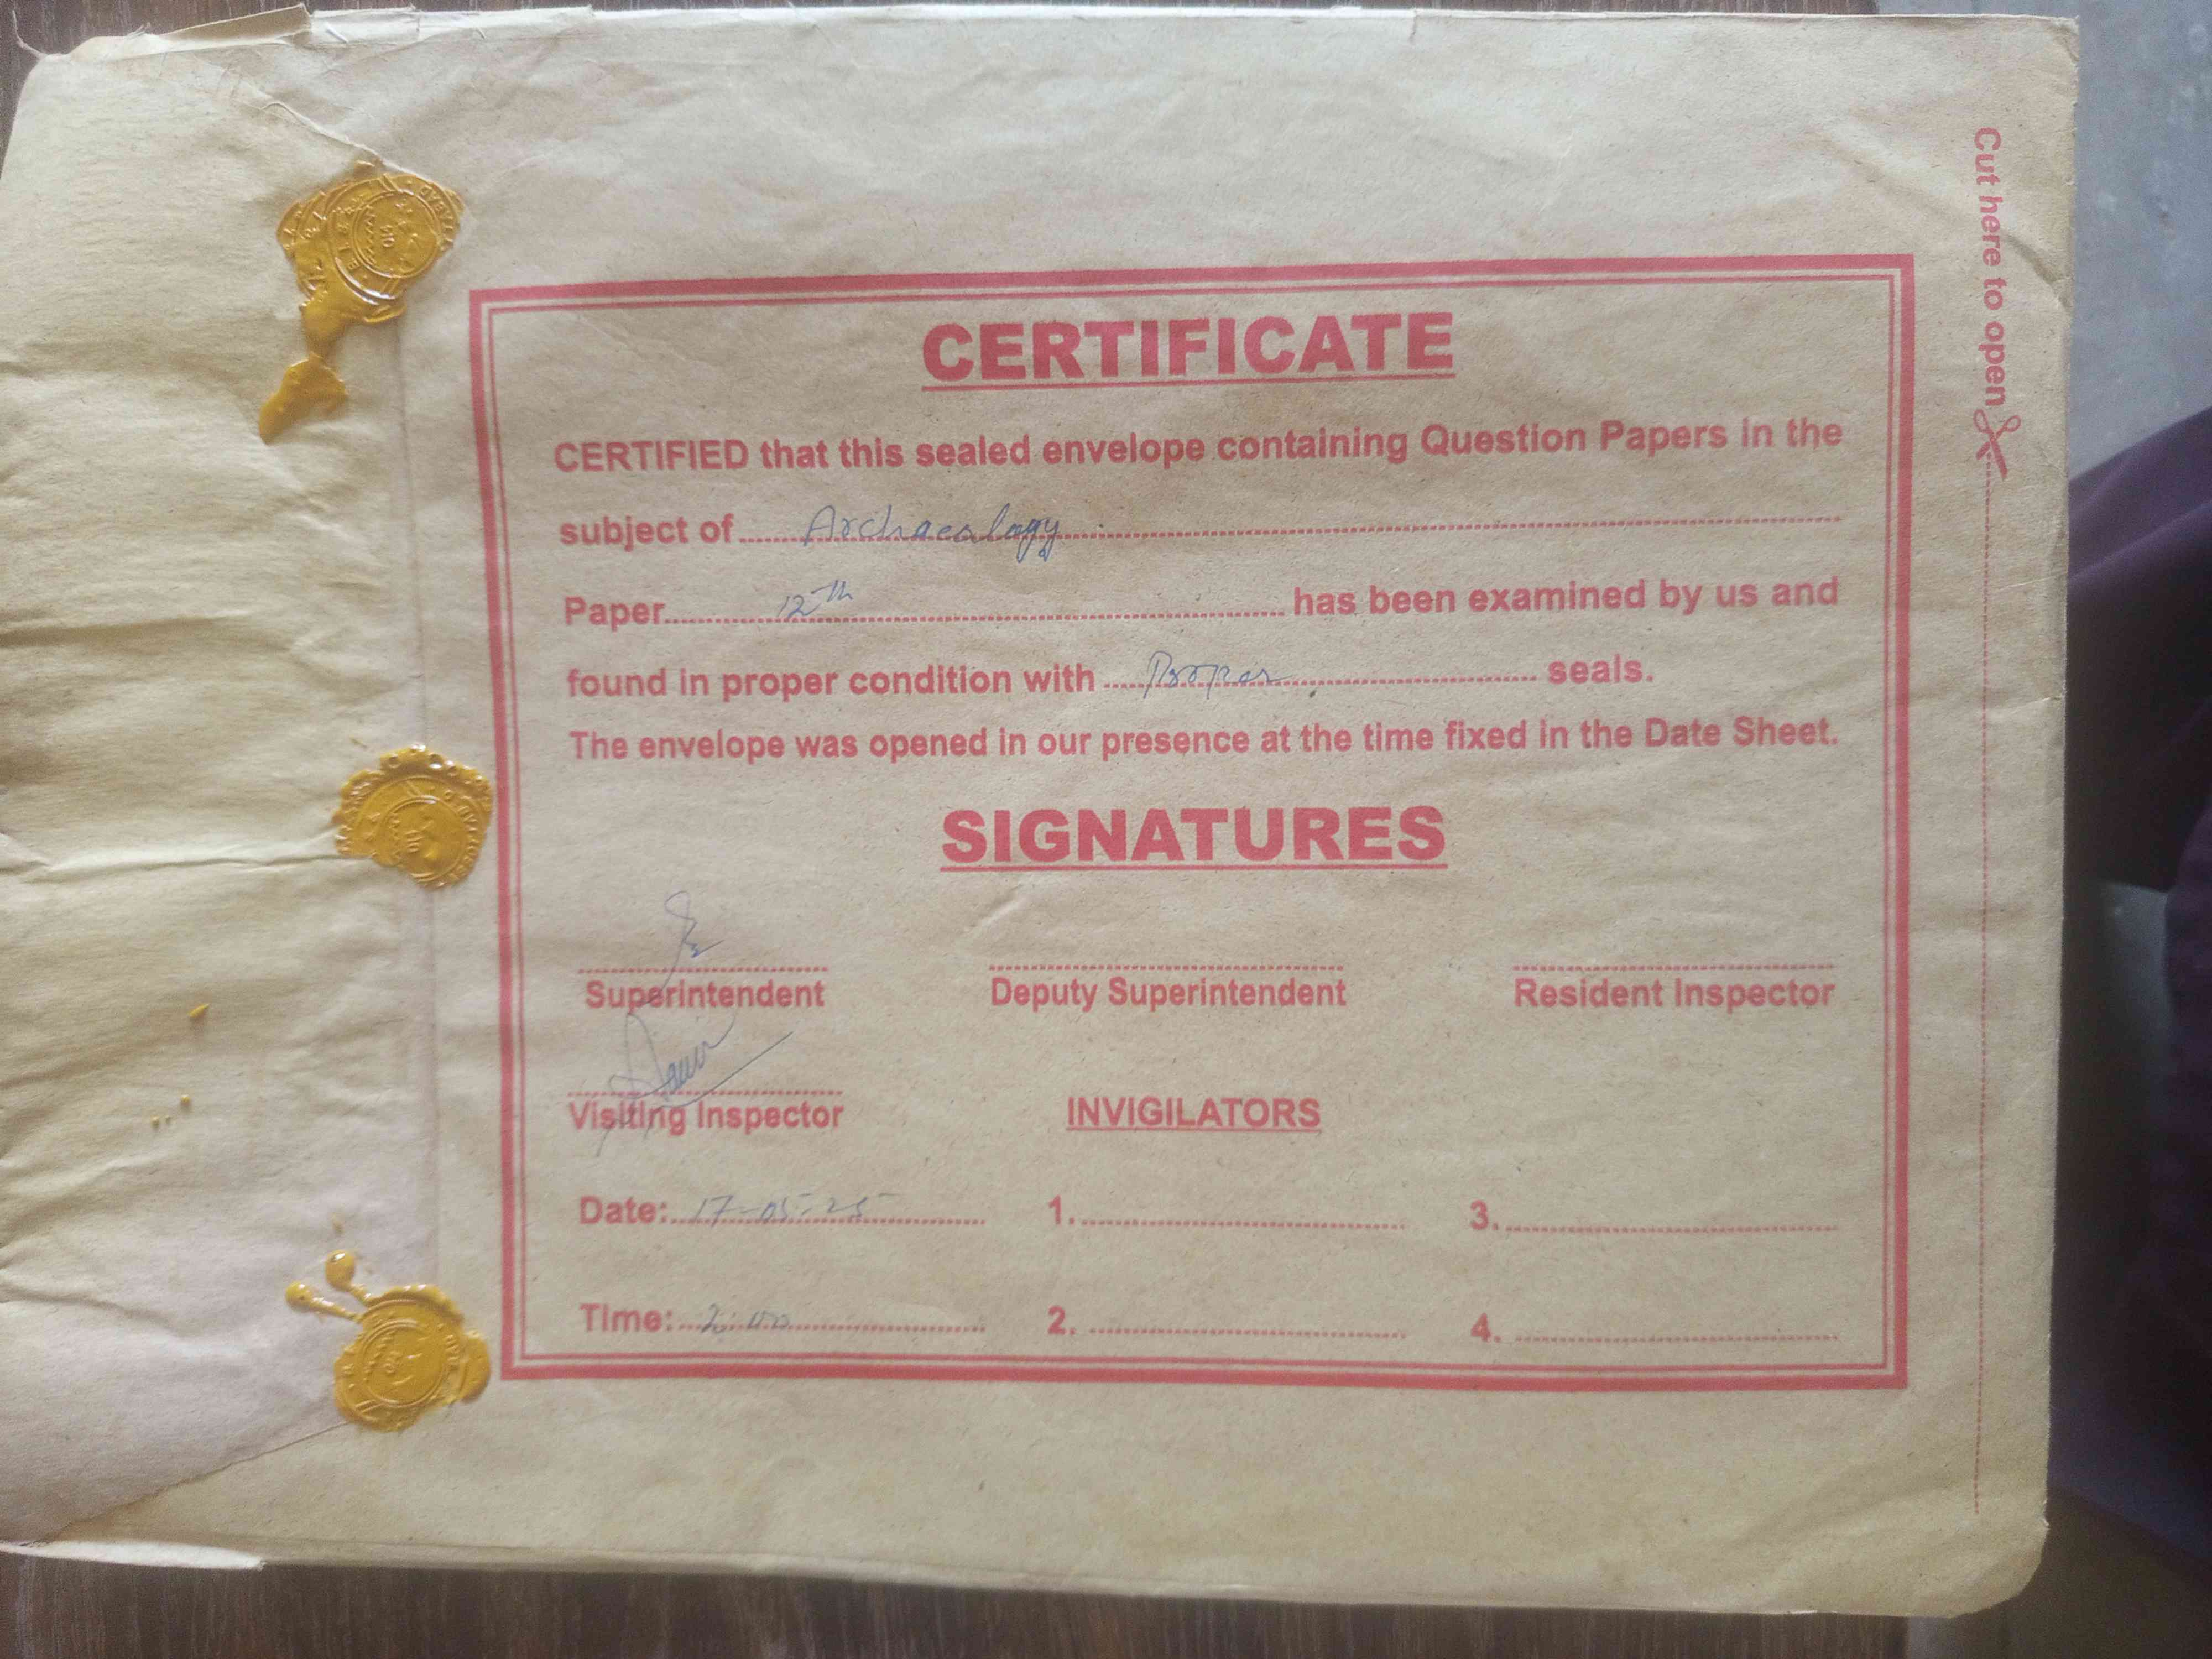 CERTIFICATE
CERTIFIED that this sealed envelope containing Question Papers in the
subject of Archaealogy
Paper 12th has been examined by us and
found in proper condition with Proper seals.
The envelope was opened in our presence at the time fixed in the Date Sheet.
SIGNATURES
Superintendent Deputy Superintendent Resident Inspector
Visiting Inspector INVIGILATORS
Date: 17-05-25 1. 3.
Time: 2:00 2. 4.
Cut here to open